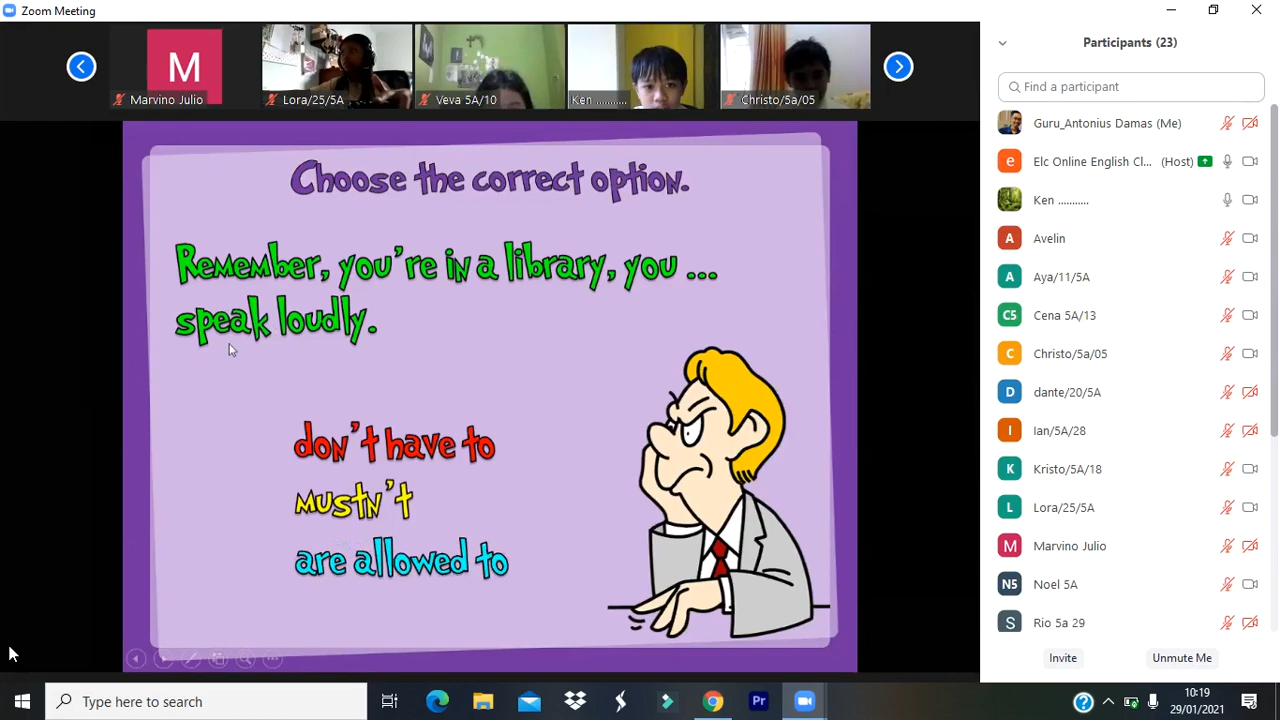 Zoom Meeting
M
Marvino Julio
Lora/25/5A
Veva 5A/10
Ken ...........
Christo/5a/05
Choose the correct option.
Remember, you're in a library, you ...
speak loudly.
don't have to
mustn't
are allowed to
Participants (23)
Find a participant
Guru_Antonius Damas (Me)
e Elc Online English Cl... (Host)
Ken ...........
A Avelin
A Aya/11/5A
C5 Cena 5A/13
C Christo/5a/05
D dante/20/5A
I Ian/5A/28
K Kristo/5A/18
L Lora/25/5A
M Marvino Julio
N5 Noel 5A
Rio 5a 29
Invite
Unmute Me
Type here to search
Pr
10:19
29/01/2021